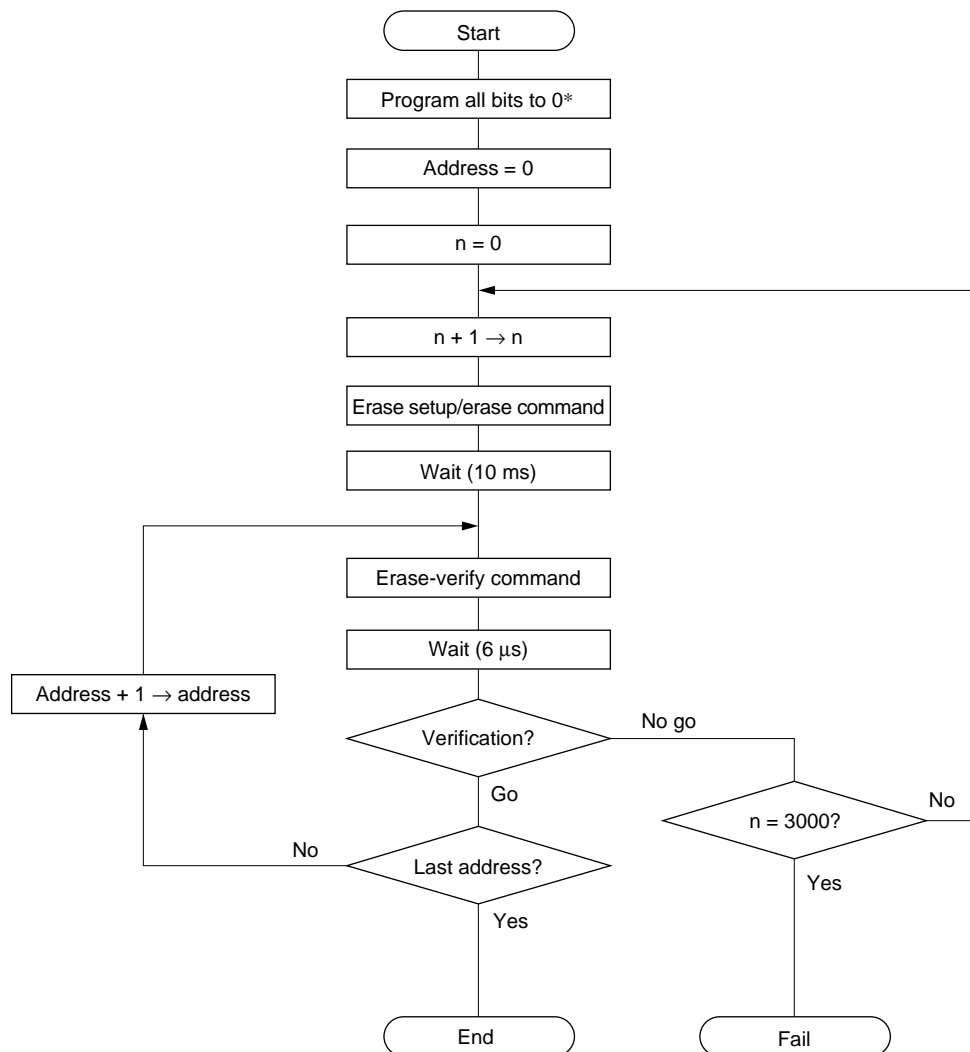 Start
Program all bits to 0*
Address = 0
n = 0
n + 1 → n
Erase setup/erase command
Wait (10 ms)
Erase-verify command
Wait (6 μs)
Address + 1 → address
Verification?
No go
Go
n = 3000?
No
No
Last address?
Yes
Yes
End
Fail